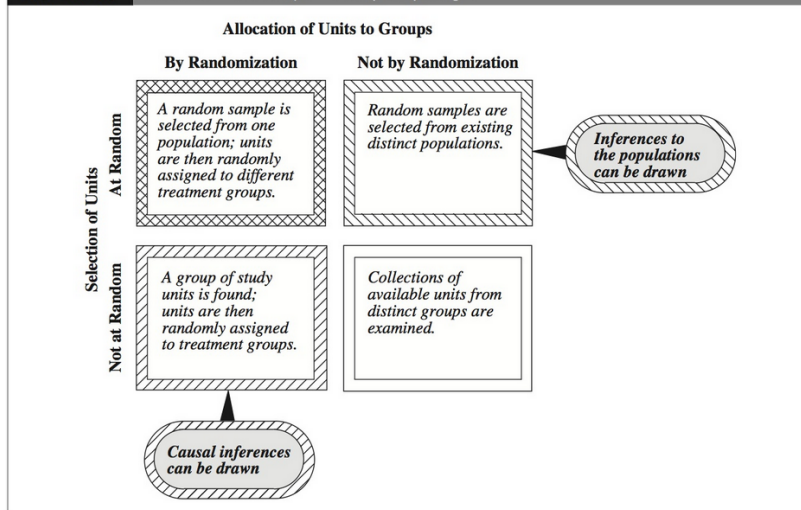 Allocation of Units to Groups
By Randomization
Not by Randomization
Selection of Units
At Random
Not at Random
A random sample is
selected from one
population; units
are then randomly
assigned to different
treatment groups.
Random samples are
selected from existing
distinct populations.
Inferences to
the populations
can be drawn
A group of study
units is found;
units are then
randomly assigned
to treatment groups.
Collections of
available units from
distinct groups are
examined.
Causal inferences
can be drawn